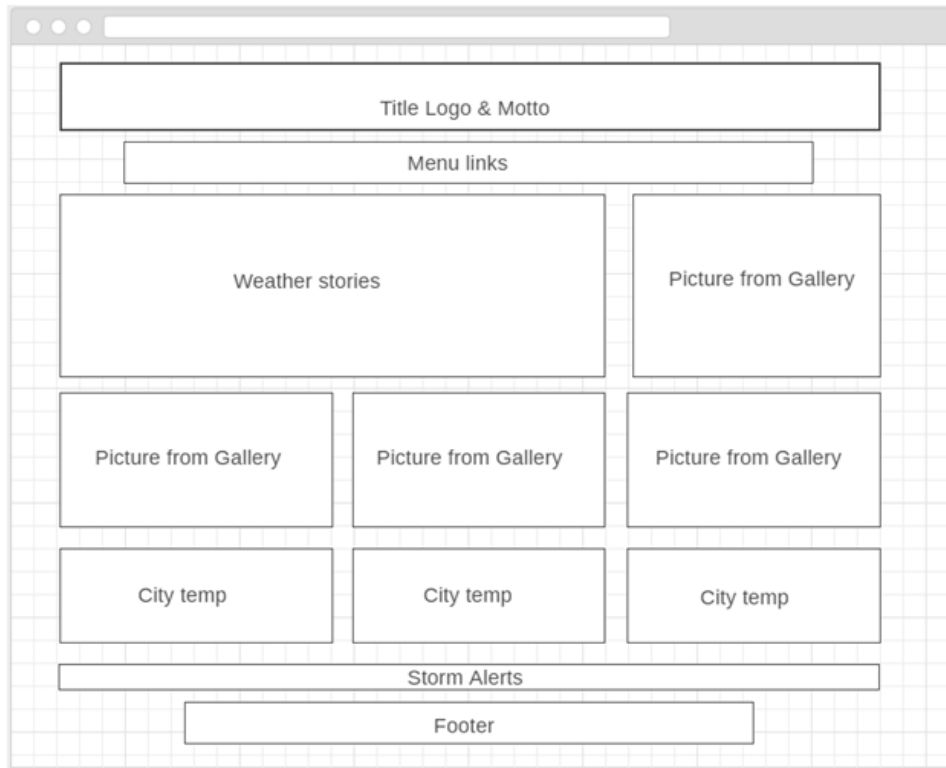 Title Logo & Motto
Menu links
Weather stories
Picture from Gallery
Picture from Gallery
Picture from Gallery
Picture from Gallery
City temp
City temp
City temp
Storm Alerts
Footer